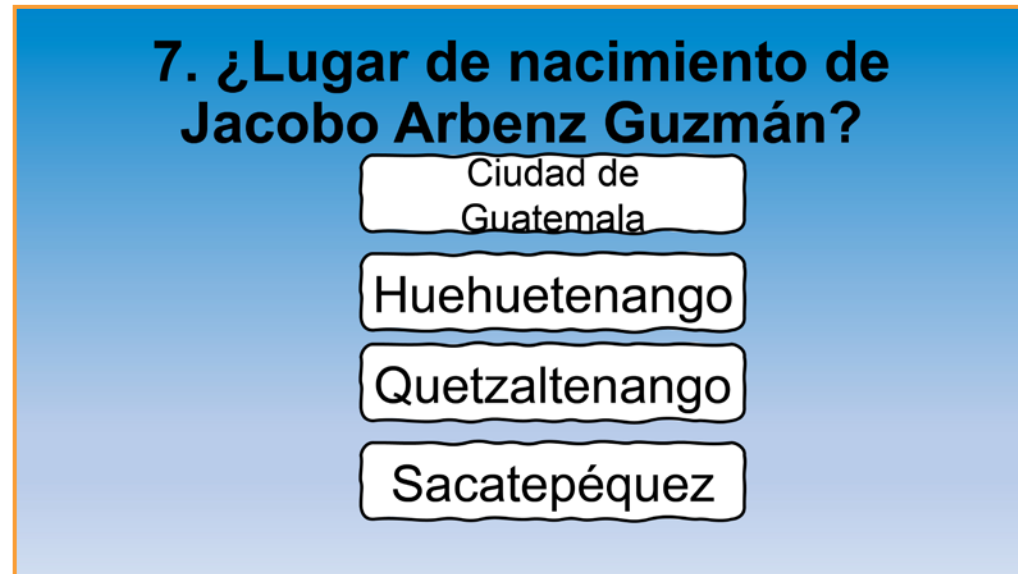 7. ¿Lugar de nacimiento de
Jacobo Arbenz Guzmán?
Ciudad de
Guatemala
Huehuetenango
Quetzaltenango
Sacatepéquez